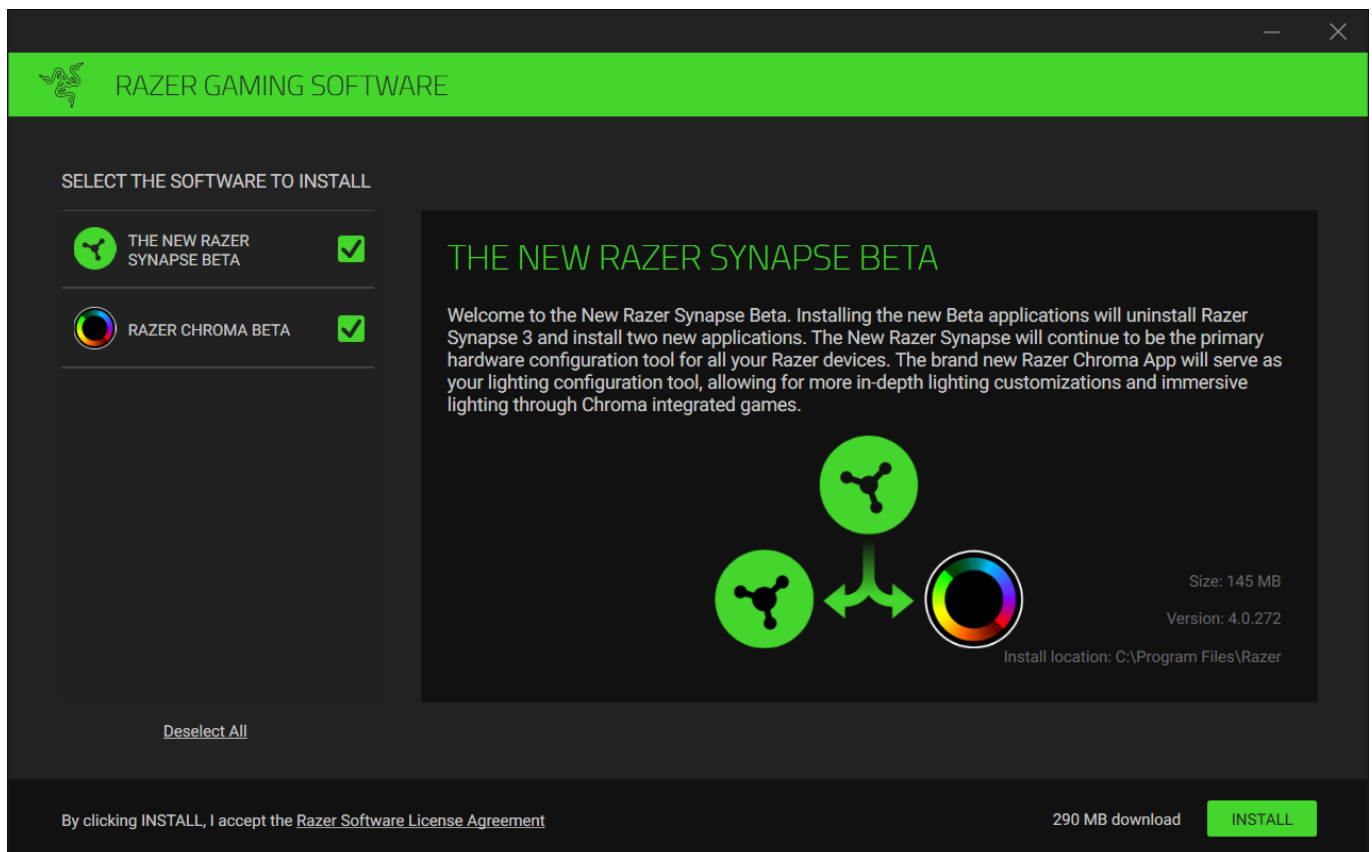 RAZER GAMING SOFTWARE
SELECT THE SOFTWARE TO INSTALL
THE NEW RAZER
SYNAPSE BETA
RAZER CHROMA BETA
Deselect All
THE NEW RAZER SYNAPSE BETA
Welcome to the New Razer Synapse Beta. Installing the new Beta applications will uninstall Razer
Synapse 3 and install two new applications. The New Razer Synapse will continue to be the primary
hardware configuration tool for all your Razer devices. The brand new Razer Chroma App will serve as
your lighting configuration tool, allowing for more in-depth lighting customizations and immersive
lighting through Chroma integrated games.
Size: 145 MB
Version: 4.0.272
Install location: C:\Program Files\Razer
By clicking INSTALL, I accept the Razer Software License Agreement
290 MB download
INSTALL